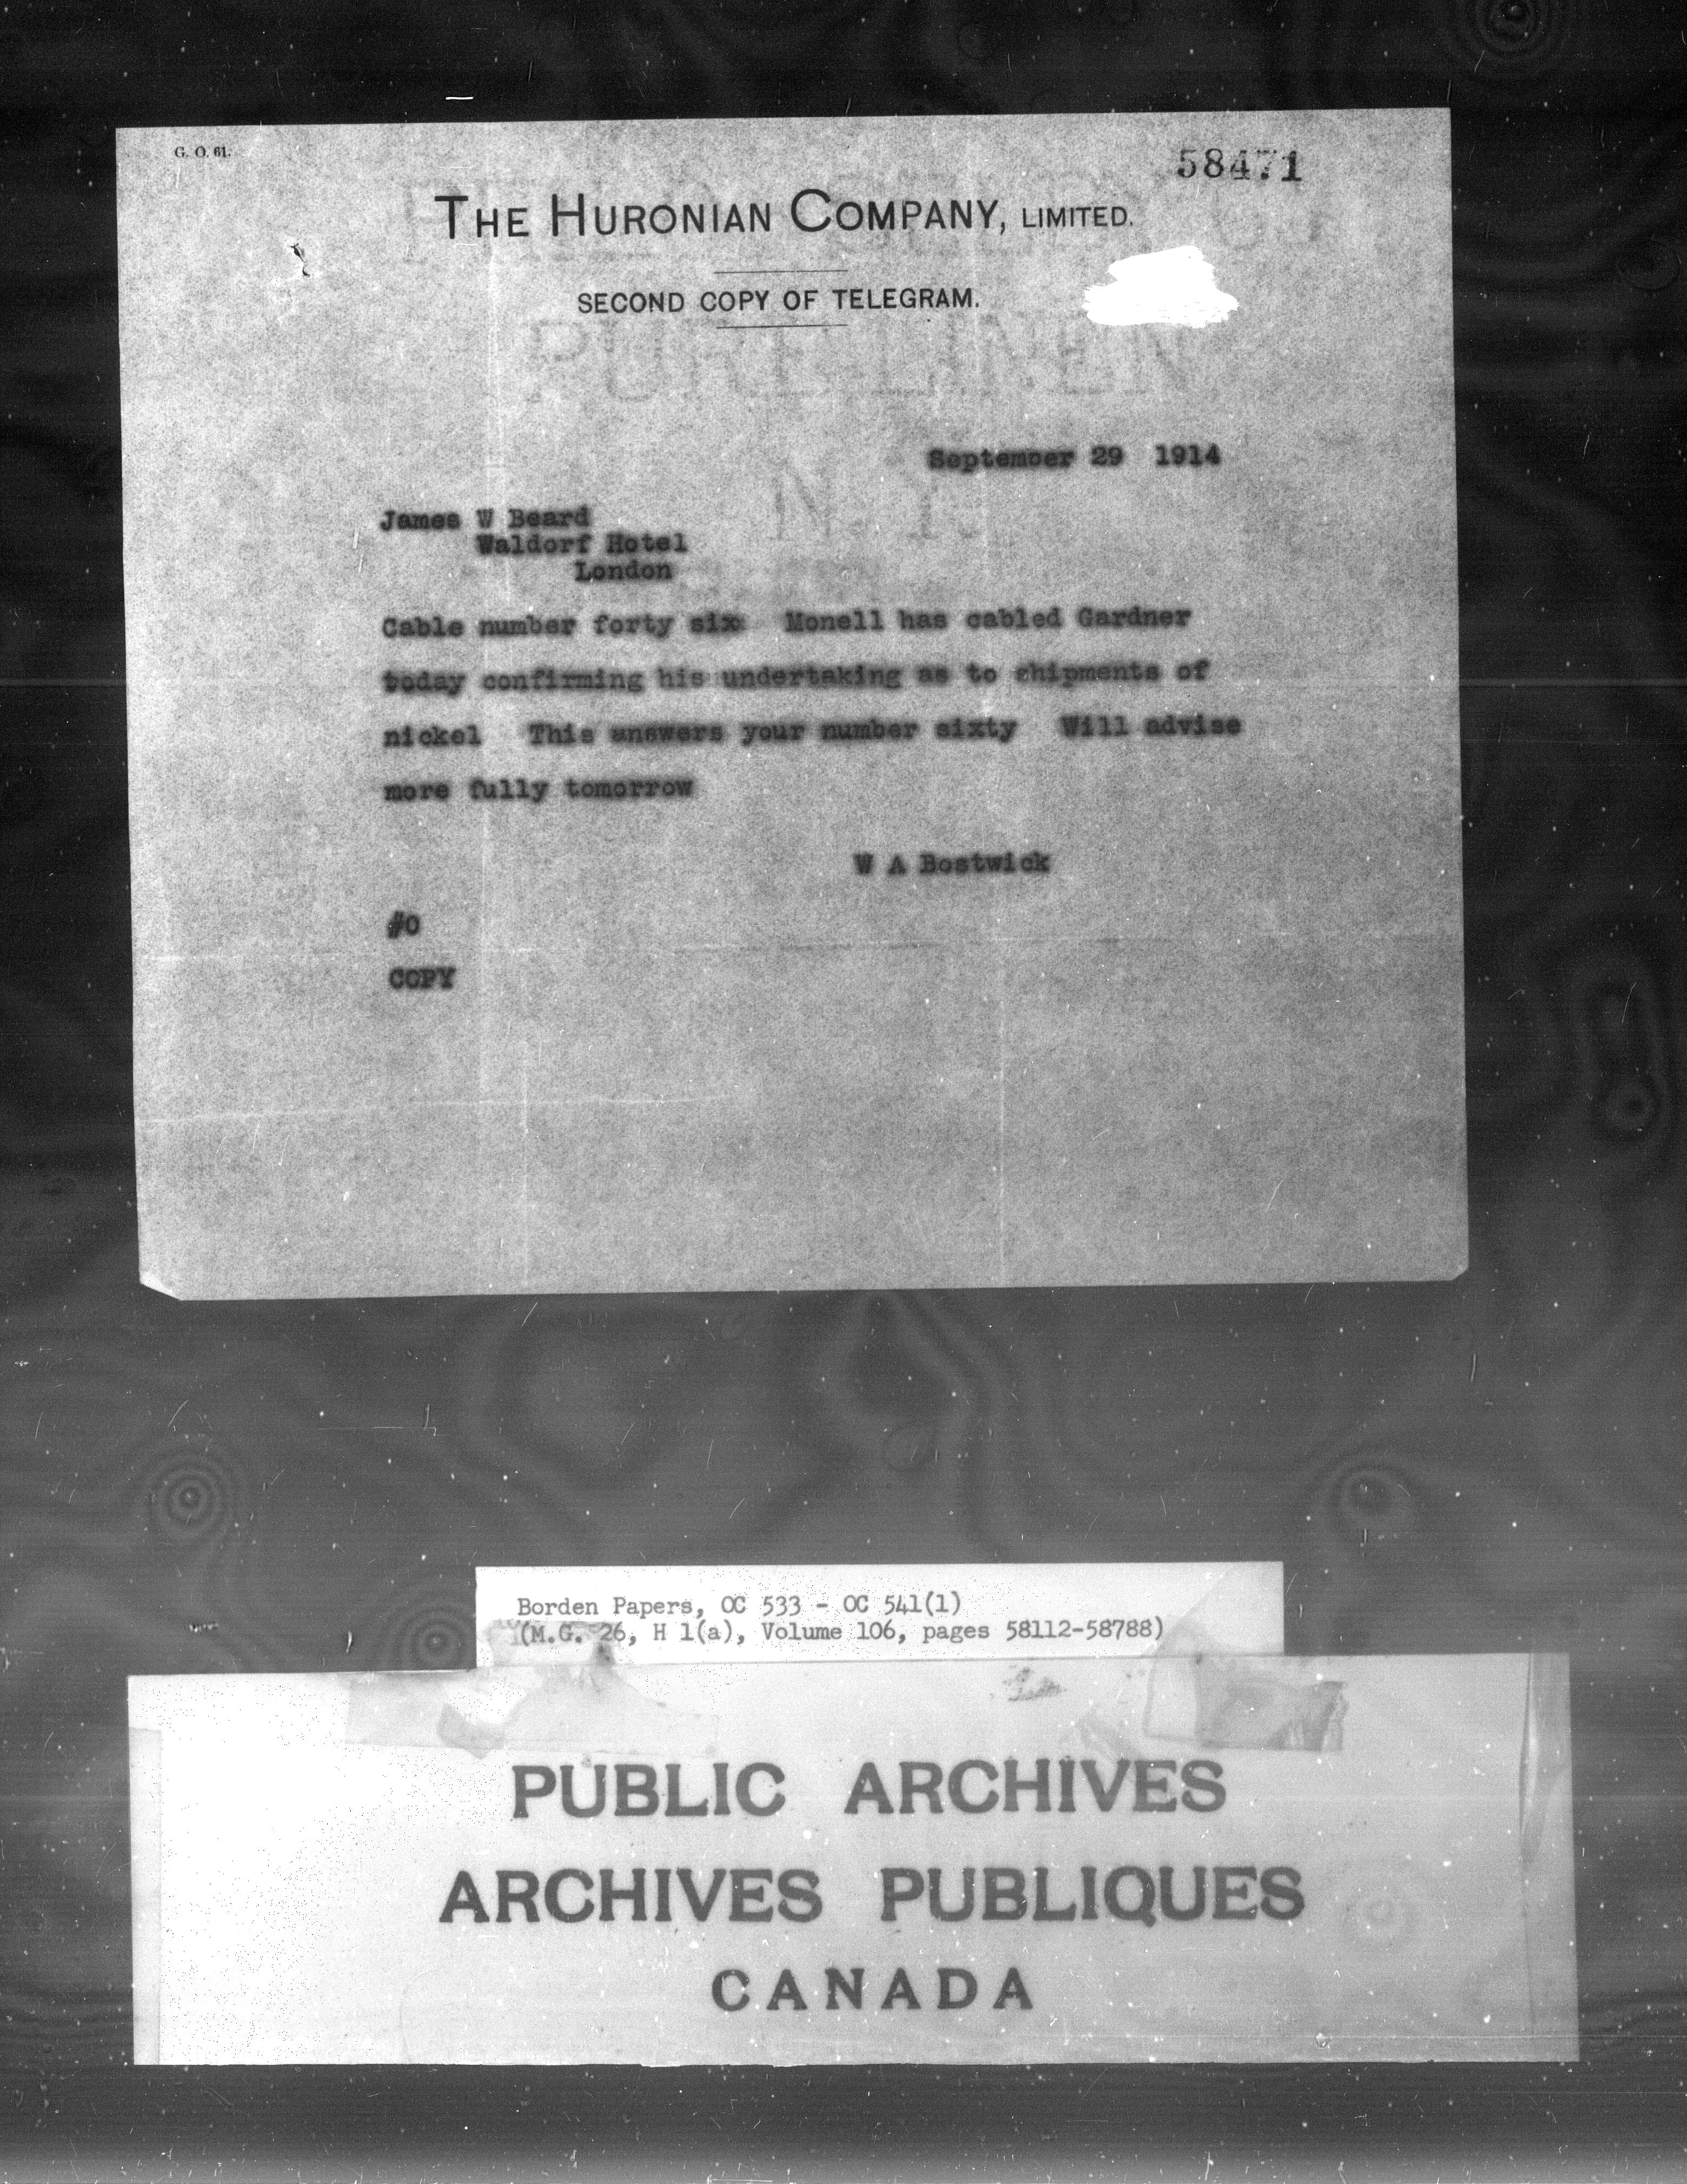 G. O. 61.
58471
THE HURONIAN COMPANY, LIMITED.
SECOND COPY OF TELEGRAM.
PURE LINEN
N. Y.
September 29 1914
James W Beard
Waldorf Hotel
London
Cable number forty six Monell has cabled Gardner
today confirming his undertaking as to shipments of
nickel This answers your number sixty Will advise
more fully tomorrow
W A Bostwick
#0
COPY
Borden Papers, OC 533 - OC 541(1)
(M.G. 26, H 1(a), Volume 106, pages 58112-58788)
PUBLIC ARCHIVES
ARCHIVES PUBLIQUES
CANADA